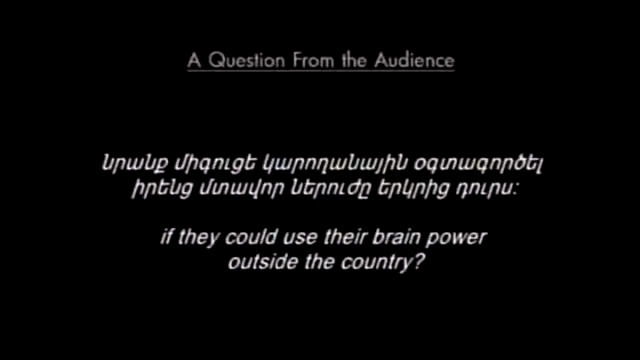 A Question From the Audience
նրանք միգուցե կարողանային օգտագործել
իրենց մտավոր ներուժը երկրից դուրս:
if they could use their brain power
outside the country?